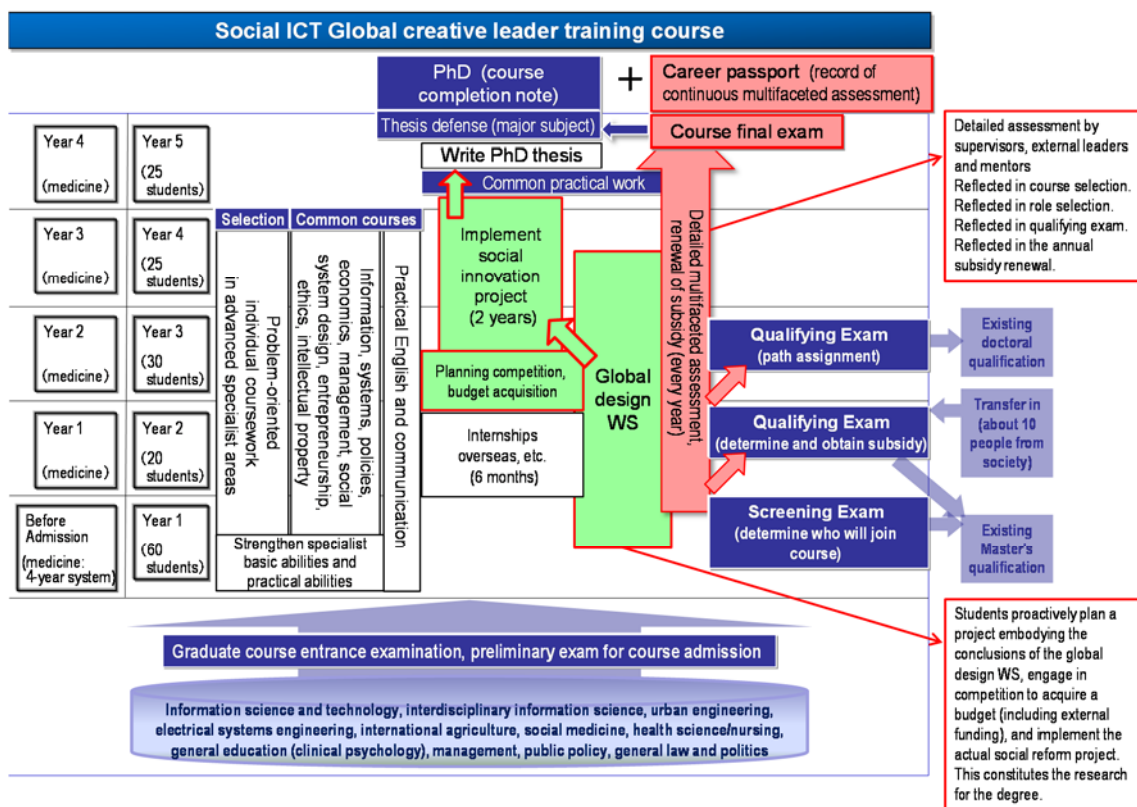 Social ICT Global creative leader training course
PhD (course
completion note)
+
Career passport (record of
continuous multifaceted assessment)
Thesis defense (major subject)
Course final exam
Write PhD thesis
Common practical work
Year 4
(medicine)
Year 5
(25
students)
Year 3
(medicine)
Year 4
(25
students)
Year 2
(medicine)
Year 3
(30
students)
Year 1
(medicine)
Year 2
(20
students)
Before
Admission
(medicine:
4-year system)
Year 1
(60
students)
Selection
Common courses
Problem-oriented
individual coursework
in advanced specialist areas
Information, systems, policies,
economics, management, social
system design, entrepreneurship,
ethics, intellectual property
Practical English and communication
Strengthen specialist
basic abilities and
practical abilities
Implement
social
innovation
project
(2 years)
Planning competition,
budget acquisition
Internships
overseas, etc.
(6 months)
Global
design
WS
Detailed multifaceted assessment,
renewal of subsidy (every year)
Qualifying Exam
(path assignment)
Qualifying Exam
(determine and obtain subsidy)
Screening Exam
(determine who will join
course)
Existing
doctoral
qualification
Transfer in
(about 10
people from
society)
Existing
Master's
qualification
Detailed assessment by
supervisors, external leaders
and mentors
Reflected in course selection.
Reflected in role selection.
Reflected in qualifying exam.
Reflected in the annual
subsidy renewal.
Students proactively plan a
project embodying the
conclusions of the global
design WS, engage in
competition to acquire a
budget (including external
funding), and implement the
actual social reform project.
This constitutes the research
for the degree.
Graduate course entrance examination, preliminary exam for course admission
Information science and technology, interdisciplinary information science, urban engineering,
electrical systems engineering, international agriculture, social medicine, health science/nursing,
general education (clinical psychology), management, public policy, general law and politics